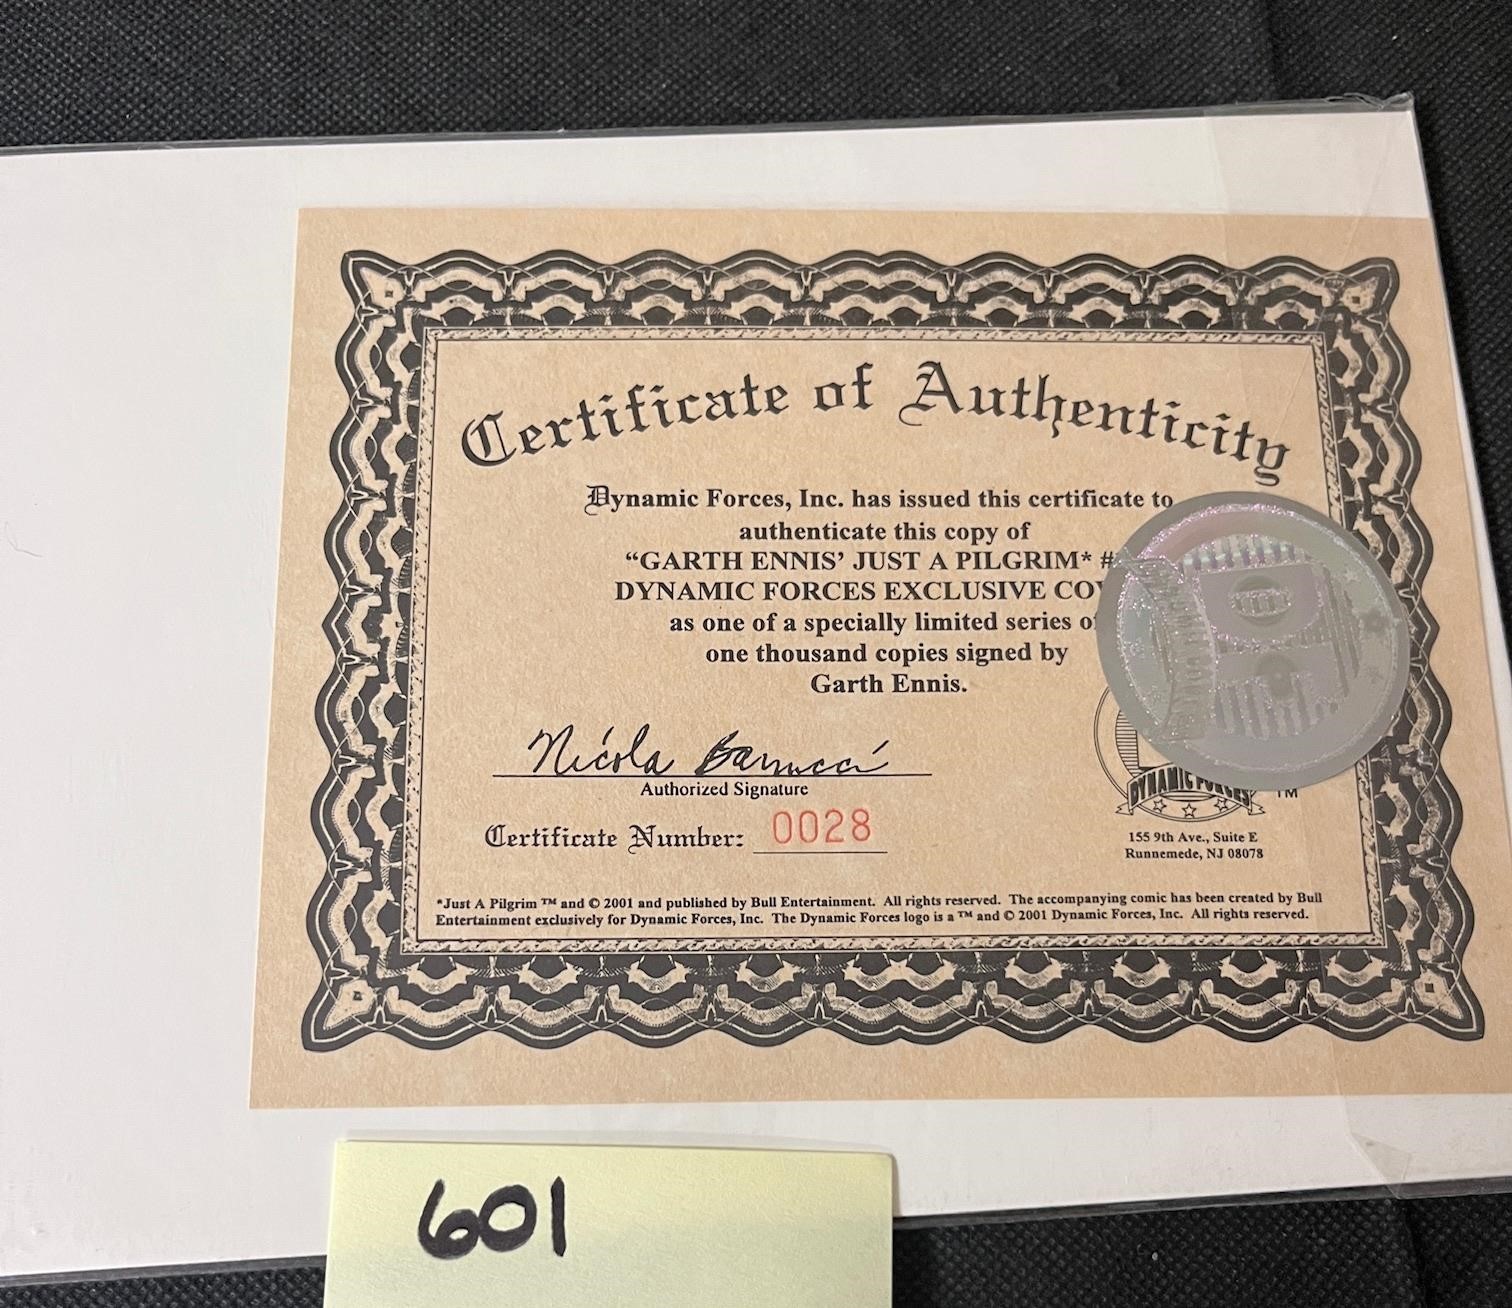 Certificate of Authenticity
Dynamic Forces, Inc. has issued this certificate to
authenticate this copy of
“GARTH ENNIS’ JUST A PILGRIM* #
DYNAMIC FORCES EXCLUSIVE
as one of a specially limited series
one thousand copies signed by
Garth Ennis.
Nicola Barrucci
Authorized Signature
Certificate Number: 0028
DYNAMIC FORCES TM
155 9th Ave., Suite E
Runnemede, NJ 08078
*Just A Pilgrim ™ and © 2001 and published by Bull Entertainment. All rights reserved. The accompanying comic has been created by Bull
Entertainment exclusively for Dynamic Forces, Inc. The Dynamic Forces logo is a ™ and © 2001 Dynamic Forces, Inc. All rights reserved.
601